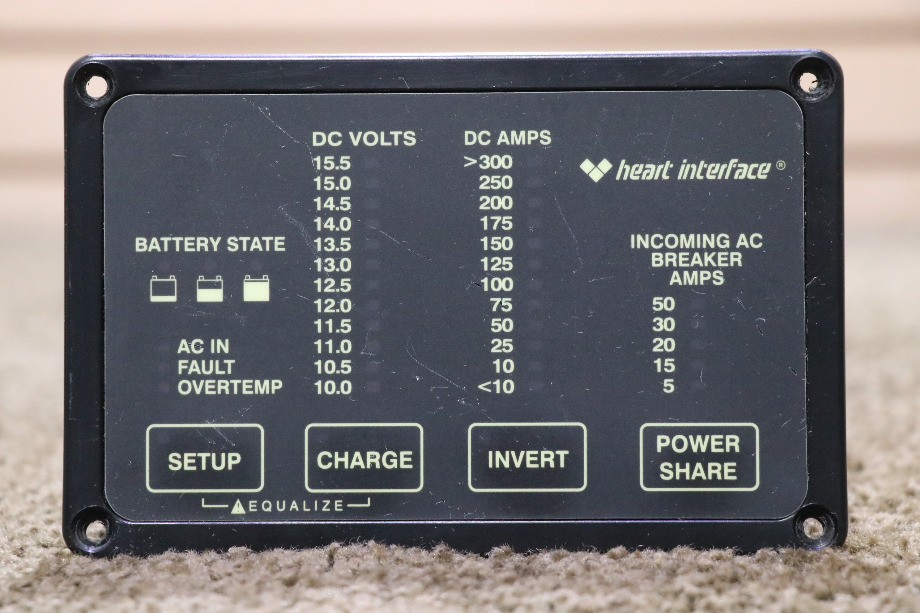 heart interface®
BATTERY STATE
AC IN
FAULT
OVERTEMP
DC VOLTS
15.5
15.0
14.5
14.0
13.5
13.0
12.5
12.0
11.5
11.0
10.5
10.0
DC AMPS
>300
250
200
175
150
125
100
75
50
25
10
<10
INCOMING AC
BREAKER
AMPS
50
30
20
15
5
SETUP
CHARGE
INVERT
POWER
SHARE
EQUALIZE